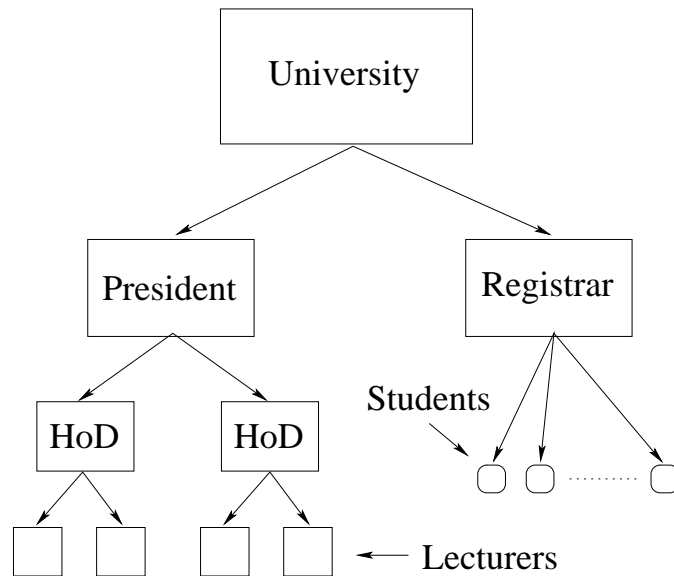 University
President
Registrar
Students
HoD
HoD
Lecturers